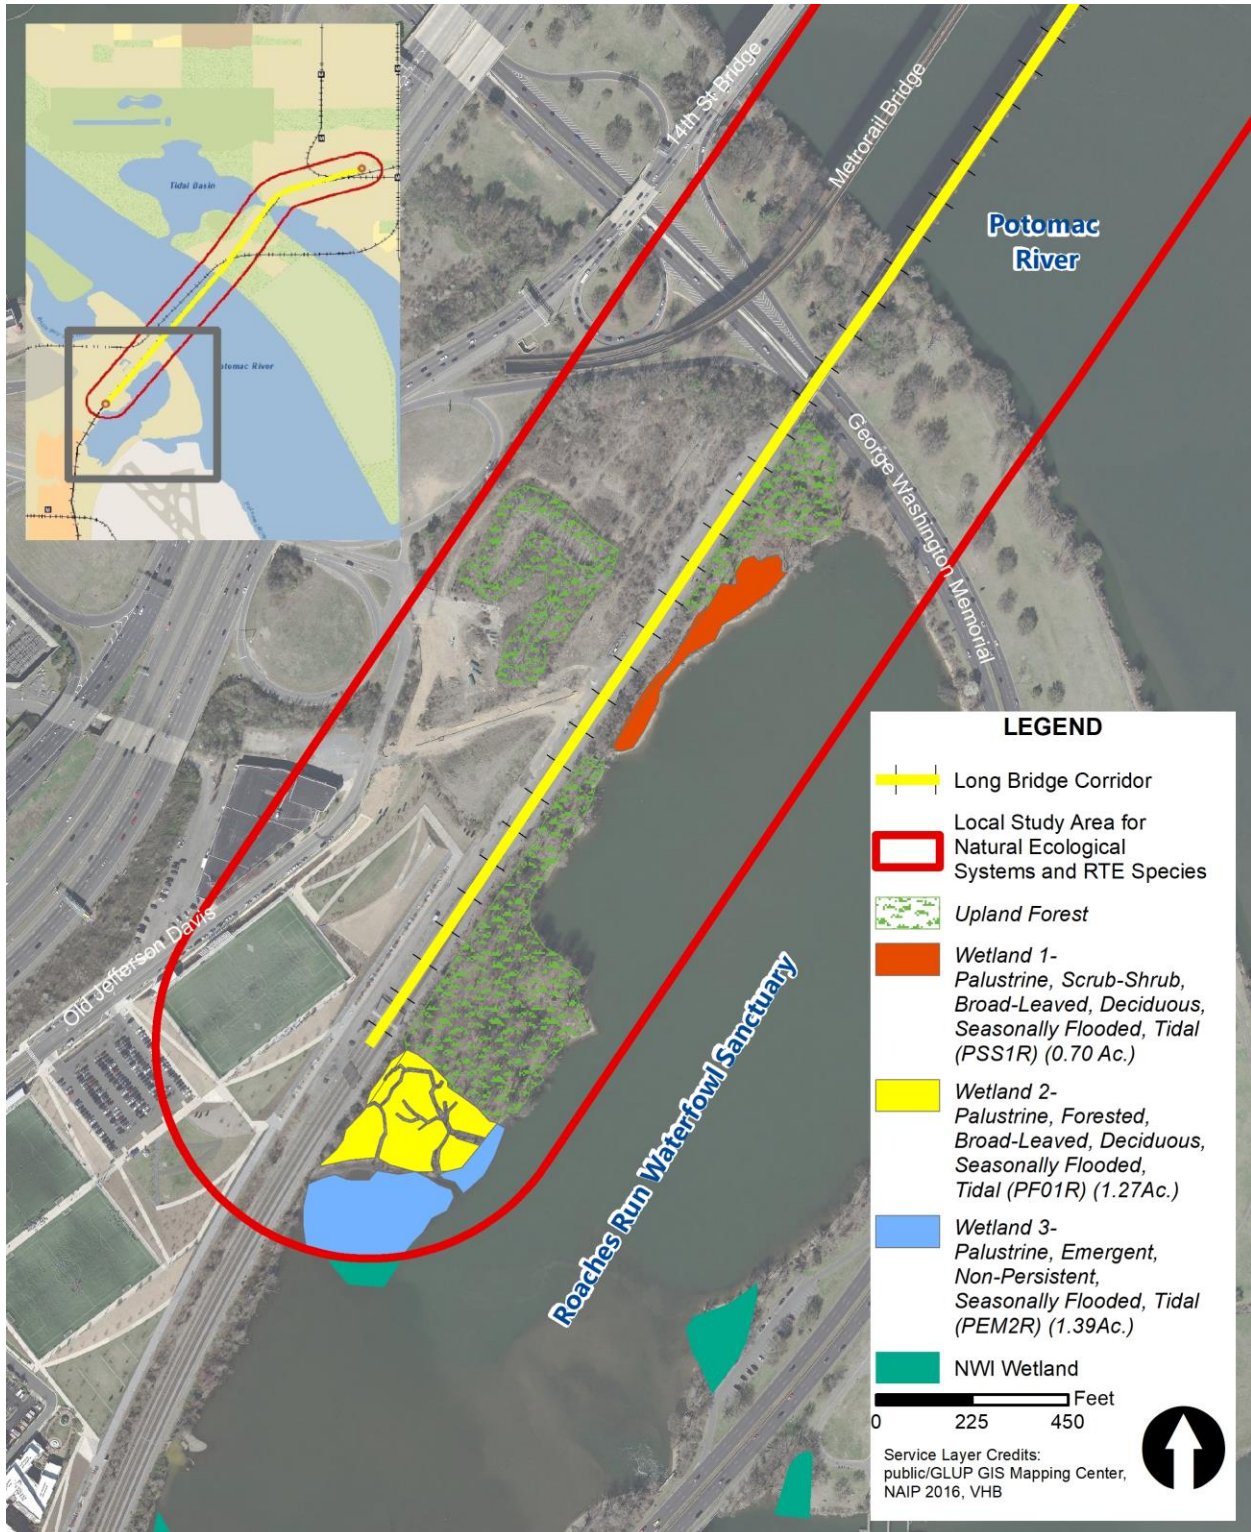 Tidal Basin
Potomac River
14th St Bridge
Metrorail Bridge
Potomac
River
George Washington Memorial
Old Jefferson Davis
Roaches Run Waterfowl Sanctuary
LEGEND
Long Bridge Corridor
Local Study Area for
Natural Ecological
Systems and RTE Species
Upland Forest
Wetland 1-
Palustrine, Scrub-Shrub,
Broad-Leaved, Deciduous,
Seasonally Flooded, Tidal
(PSS1R) (0.70 Ac.)
Wetland 2-
Palustrine, Forested,
Broad-Leaved, Deciduous,
Seasonally Flooded,
Tidal (PF01R) (1.27Ac.)
Wetland 3-
Palustrine, Emergent,
Non-Persistent,
Seasonally Flooded, Tidal
(PEM2R) (1.39Ac.)
NWI Wetland
Feet
0 225 450
Service Layer Credits:
public/GLUP GIS Mapping Center,
NAIP 2016, VHB